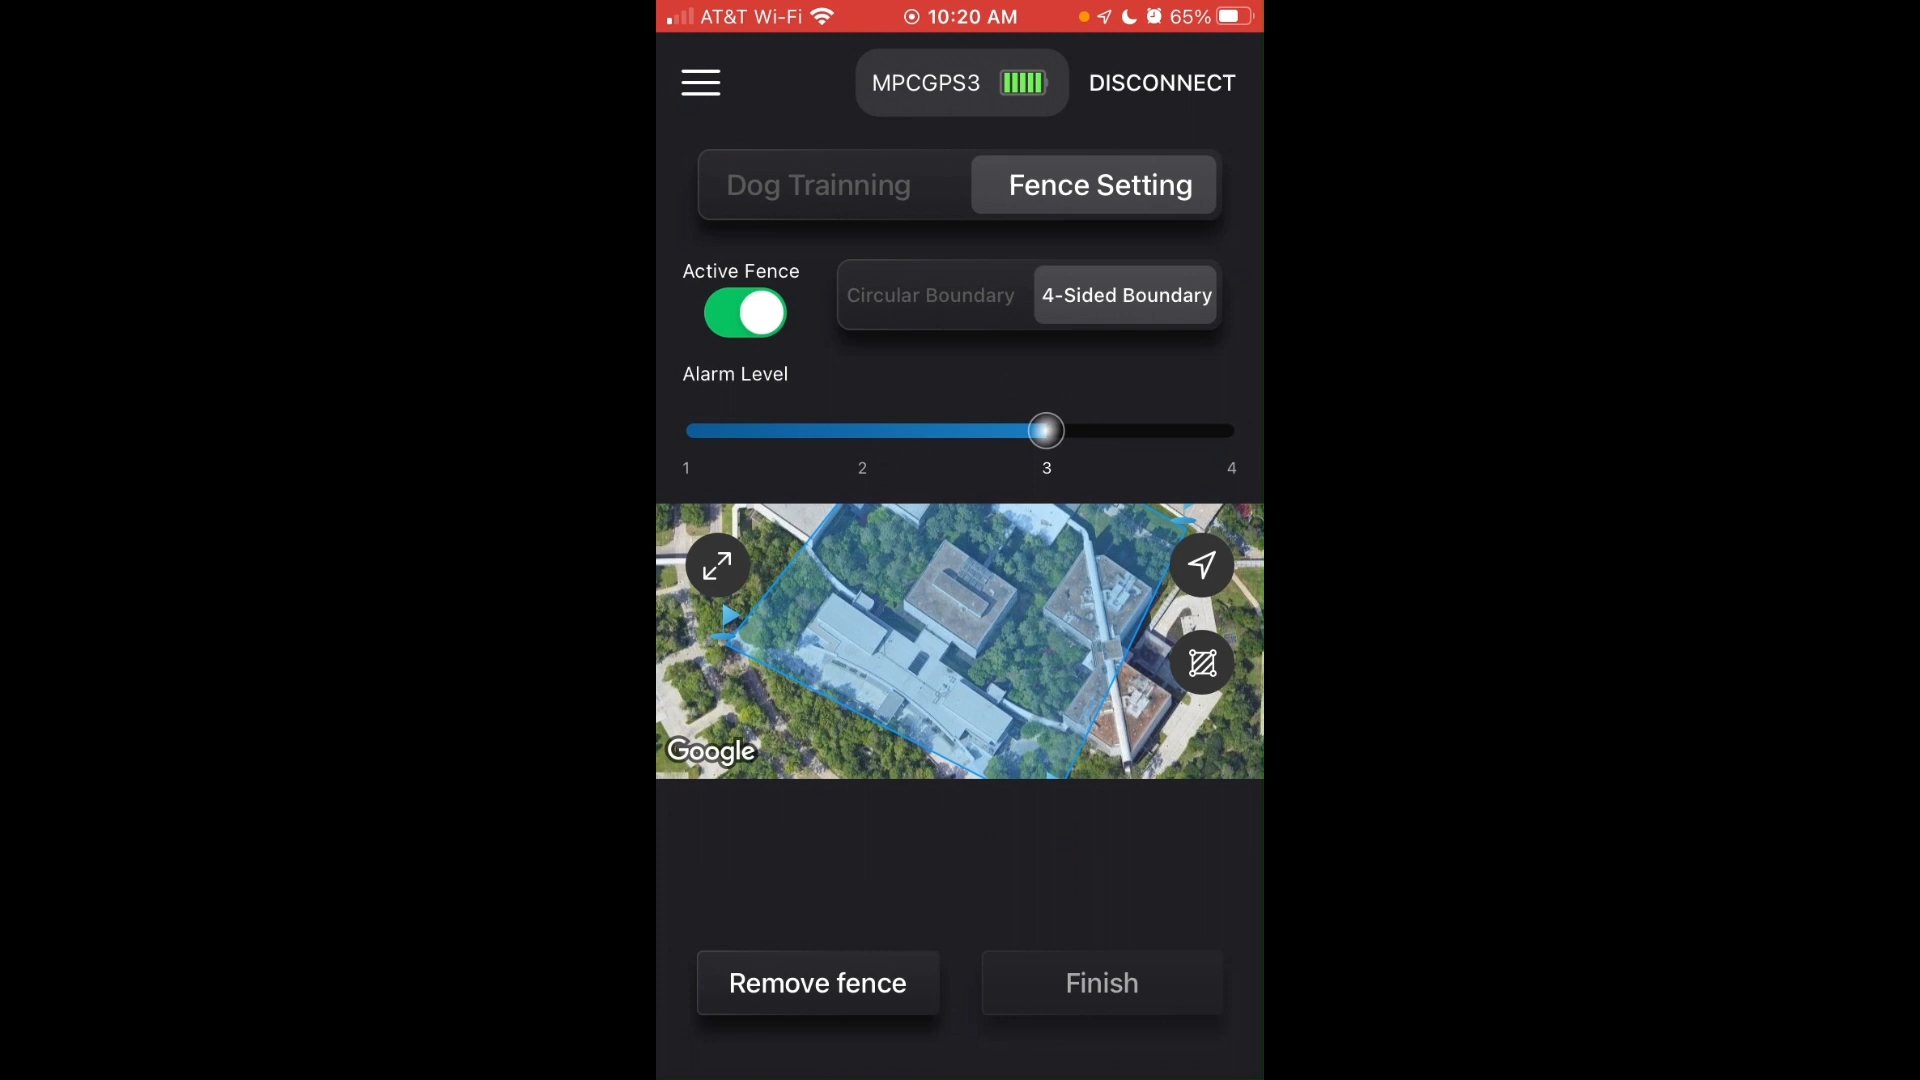 AT&T Wi-Fi 10:20 AM 65%
MPCGPS3 DISCONNECT
Dog Trainning Fence Setting
Active Fence
Circular Boundary 4-Sided Boundary
Alarm Level
1 2 3 4
Google
Remove fence Finish